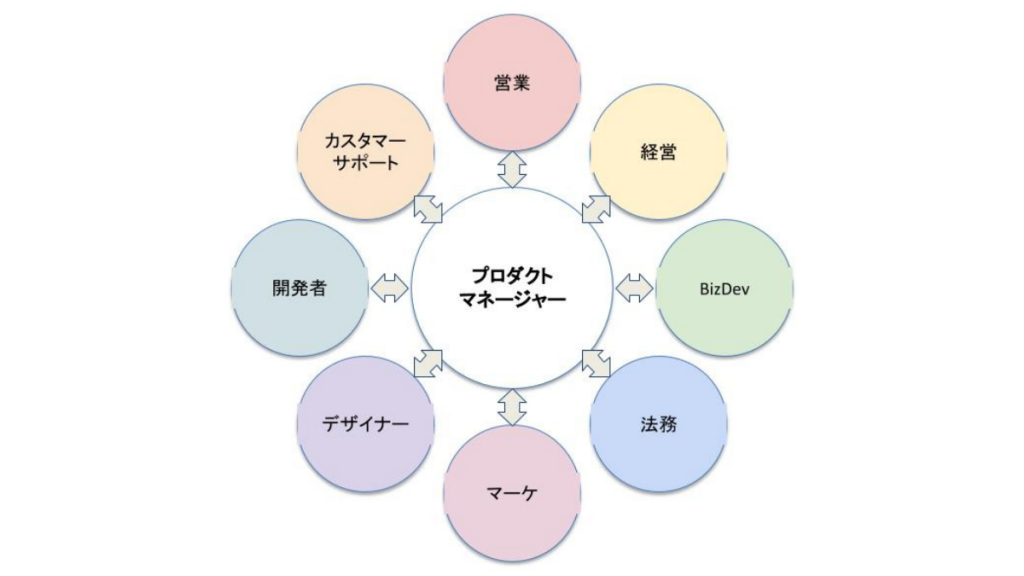 営業
カスタマー
サポート
経営
開発者
プロダクト
マネージャー
BizDev
デザイナー
法務
マーケ